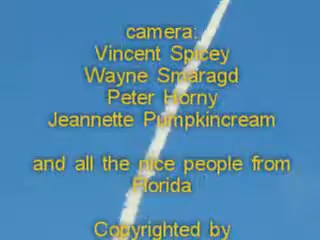 camera:
Vincent Spicey
Wayne Smaragd
Peter Horny
Jeannette Pumpkincream
and all the nice people from
Florida
Copyrighted by